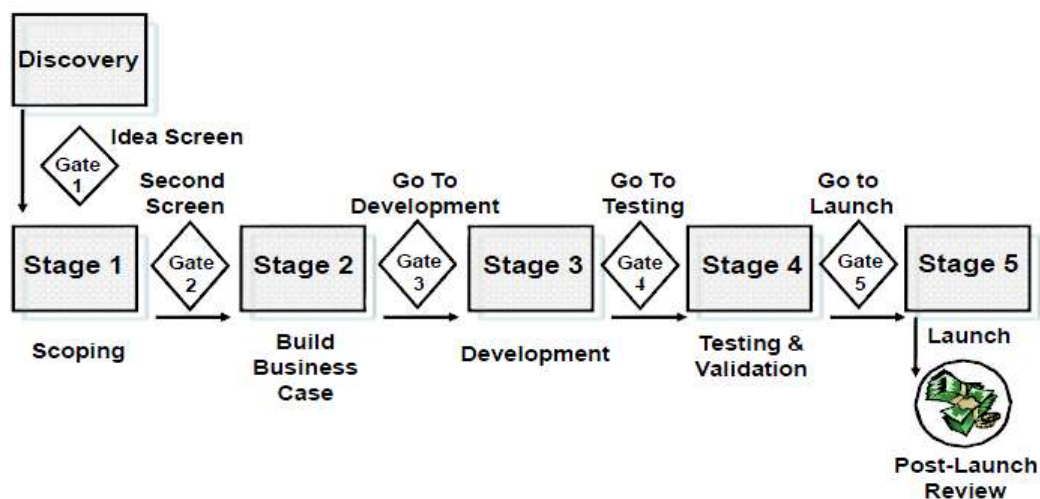 Discovery
Idea Screen
Gate
1
Second
Screen
Go To
Development
Go To
Testing
Go to
Launch
Stage 1
Gate
2
Stage 2
Gate
3
Stage 3
Gate
4
Stage 4
Gate
5
Stage 5
Scoping
Build
Business
Case
Development
Testing &
Validation
Launch
Post-Launch
Review